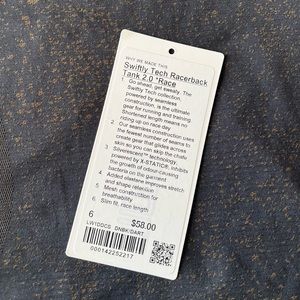 WHY WE MADE THIS
Swiftly Tech Racerback
Tank 2.0 *Race
1 Go ahead, get sweaty. The
Swiftly Tech collection,
powered by seamless
construction, is the ultimate
gear for running and training.
Shortened length means no
riding up on race day
2 Our seamless construction uses
the fewest number of seams to
create gear that glides across
skin so you can skip the chafe
3 Silverescent™ technology,
powered by X-STATIC®, inhibits
the growth of odour-causing
bacteria on the garment
4 Added elastane improves stretch
and shape retention
5 Mesh construction for
breathability
6 Slim fit, race length
6 $58.00
LW1DDCS DNBK/DART
000142252217